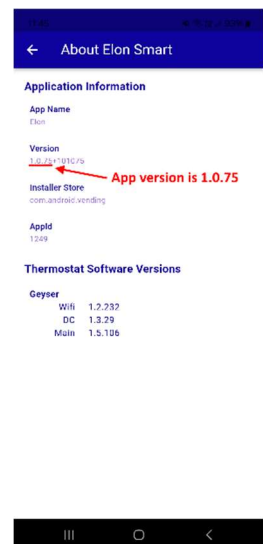 About Elon Smart
Application Information
App Name
Elon
Version
1.0.75+101075
App version is 1.0.75
Installer Store
com.android.vending
AppId
1249
Thermostat Software Versions
Geyser
Wifi 1.2.232
DC 1.3.29
Main 1.5.106